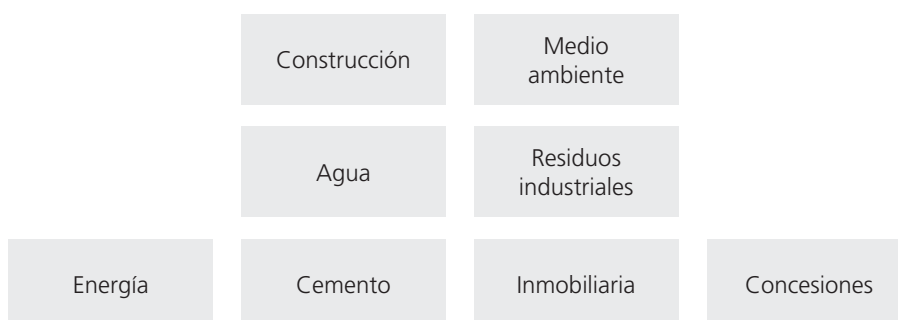 Construcción
Medio
ambiente
Agua
Residuos
industriales
Energía
Cemento
Inmobiliaria
Concesiones